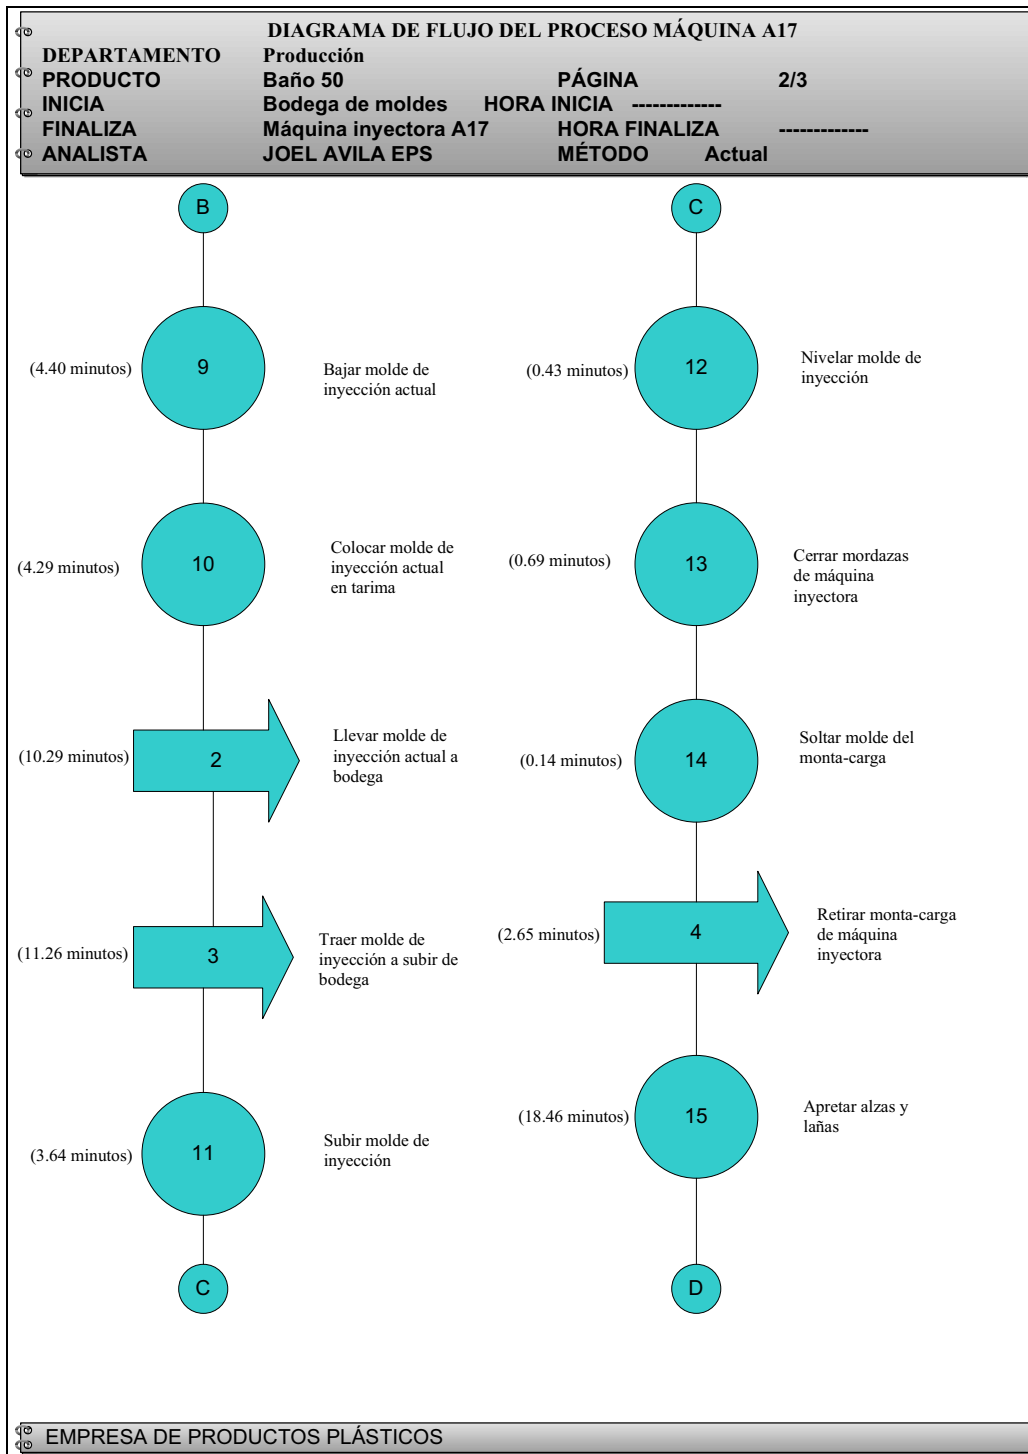 DIAGRAMA DE FLUJO DEL PROCESO MÁQUINA A17
DEPARTAMENTO Producción
PRODUCTO Baño 50 PÁGINA 2/3
INICIA Bodega de moldes HORA INICIA -------------
FINALIZA Máquina inyectora A17 HORA FINALIZA -------------
ANALISTA JOEL AVILA EPS MÉTODO Actual
B
(4.40 minutos) 9
Bajar molde de
inyección actual
(4.29 minutos) 10
Colocar molde de
inyección actual
en tarima
(10.29 minutos) 2
Llevar molde de
inyección actual a
bodega
(11.26 minutos) 3
Traer molde de
inyección a subir de
bodega
(3.64 minutos) 11
Subir molde de
inyección
C
C
(0.43 minutos) 12
Nivelar molde de
inyección
(0.69 minutos) 13
Cerrar mordazas
de máquina
inyectora
(0.14 minutos) 14
Soltar molde del
monta-carga
(2.65 minutos) 4
Retirar monta-carga
de máquina
inyectora
(18.46 minutos) 15
Apretar alzas y
lañas
D
EMPRESA DE PRODUCTOS PLÁSTICOS